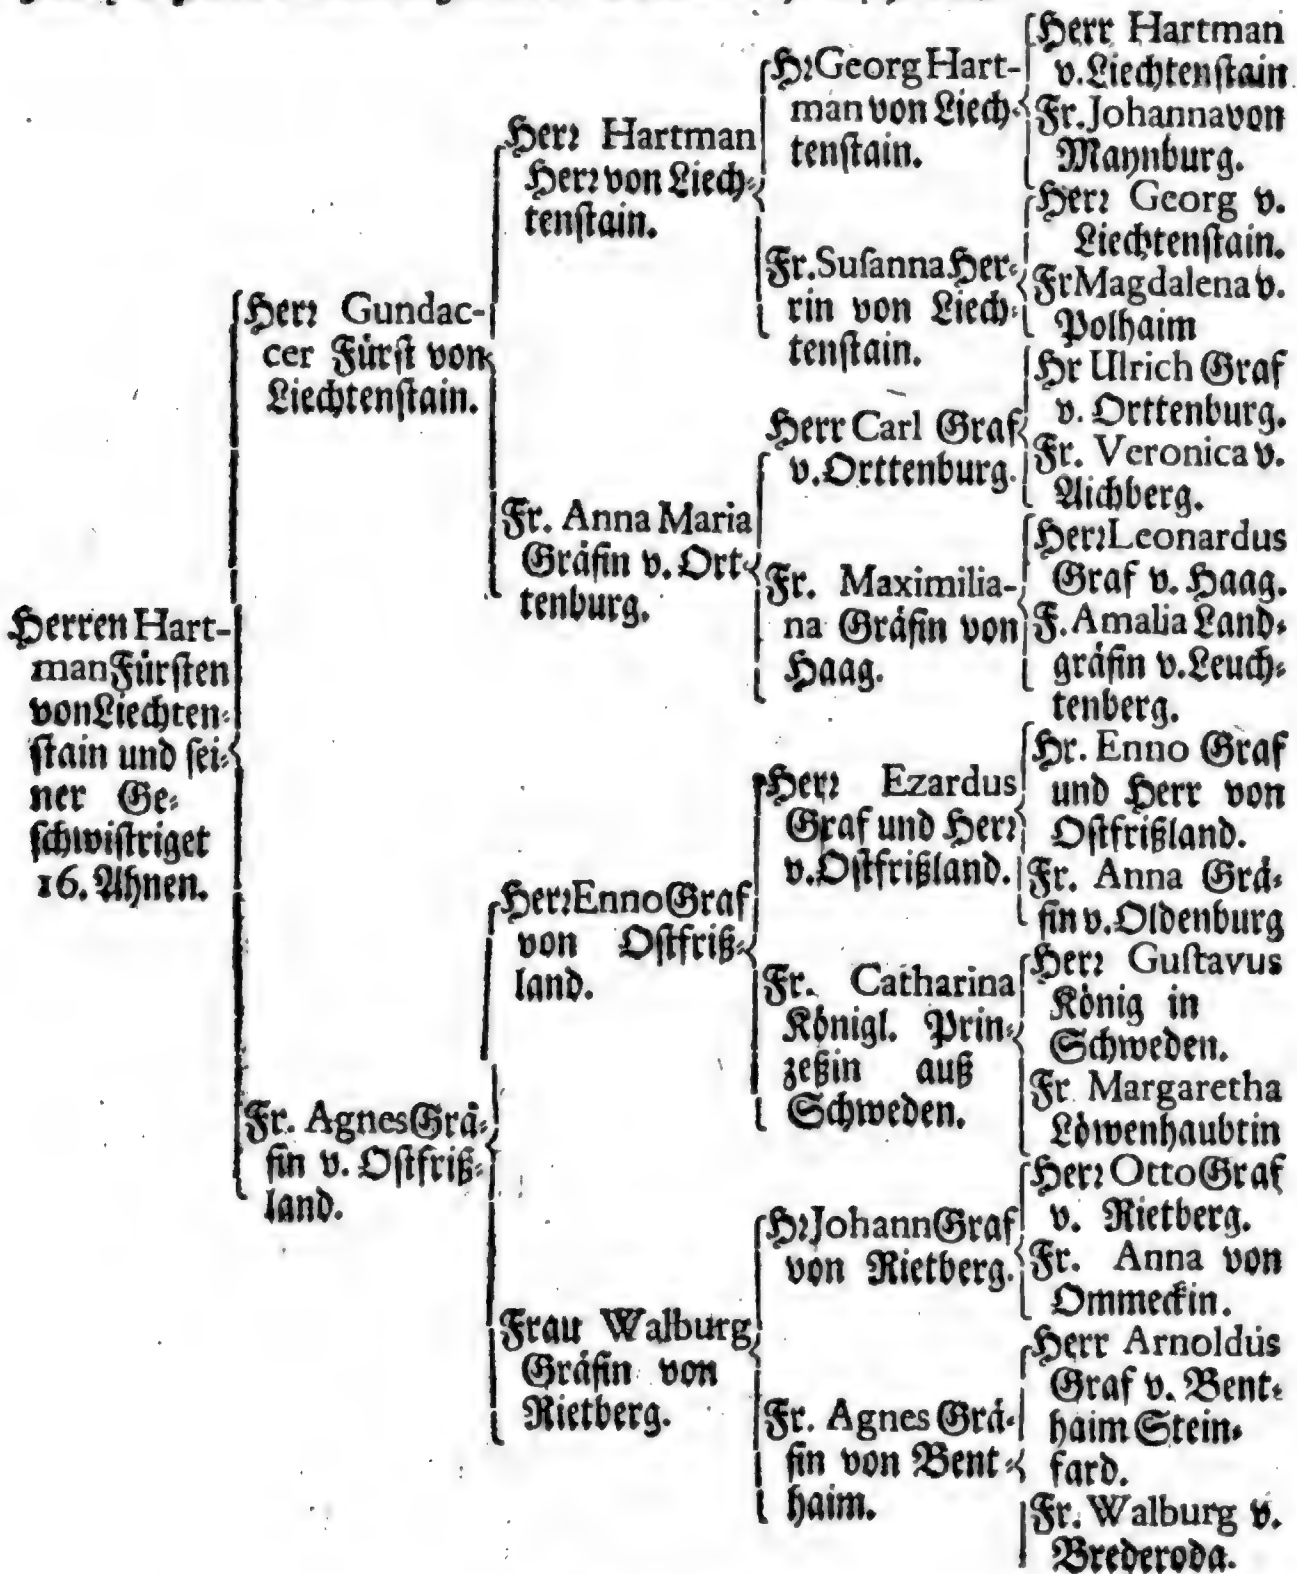 Herren Hart-
man Fürsten
von Liechten-
stain und sei-
ner Ge-
schwistriget
16. Ahnen.
Herr Gundac-
cer Fürst von
Liechtenstain.
Fr. Agnes Grä-
fin v. Ostfriß-
land.
Herr Hartman
Herr von Liech-
tenstain.
Fr. Anna Maria
Gräfin v. Ort-
tenburg.
Herr Enno Graf
von Ostfriß-
land.
Frau Walburg
Gräfin von
Rietberg.
Hr Georg Hart-
man von Liech-
tenstain.
Fr. Susanna Her-
rin von Liech-
tenstain.
Herr Carl Graf
v. Orttenburg.
Fr. Maximilia-
na Gräfin von
Haag.
Herr Ezardus
Graf und Herr
v. Ostfrißland.
Fr. Catharina
Königl. Prin-
zeßin auß
Schweden.
Hr Johann Graf
von Rietberg.
Fr. Agnes Grä-
fin von Bent-
haim.
Herr Hartman
v. Liechtenstain
Fr. Johanna von
Maynburg.
Herr Georg v.
Liechtenstain.
Fr Magdalena v.
Polhaim
Hr Ulrich Graf
v. Orttenburg.
Fr. Veronica v.
Aichberg.
Herr Leonardus
Graf v. Haag.
F. Amalia Land-
gräfin v. Leuch-
tenberg.
Hr. Enno Graf
und Herr von
Ostfrißland.
Fr. Anna Grä-
fin v. Oldenburg
Herr Gustavus
König in
Schweden.
Fr Margaretha
Löwenhaubtin
Herr Otto Graf
v. Rietberg.
Fr. Anna von
Ommeckin.
Herr Arnoldus
Graf v. Bent-
haim Stein-
fard.
Fr. Walburg v.
Brederoda.